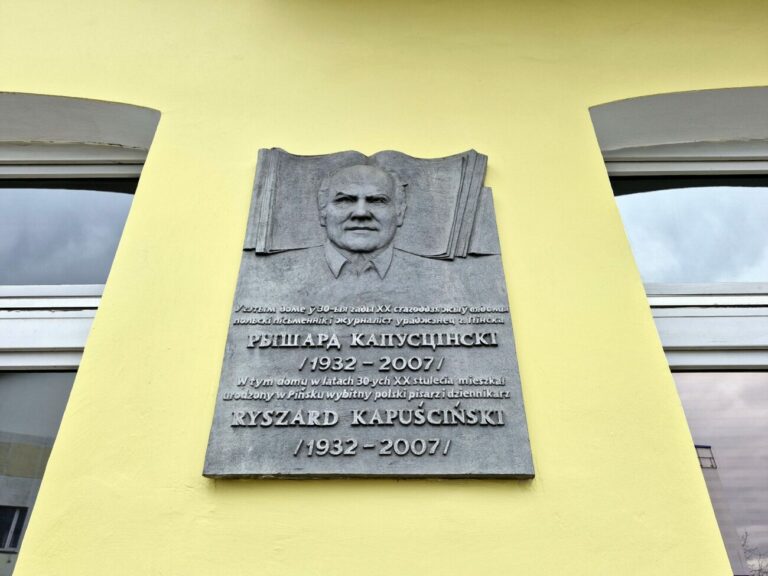 У гэтым доме ў 30-ыя гады XX стагоддзя жыў вядомы
польскі пісьменнік і журналіст ураджэнец г. Пінска
РЫШАРД КАПУСЦІНСКІ
/1932 – 2007/
W tym domu w latach 30-ych XX stulecia mieszkał
urodzony w Pińsku wybitny polski pisarz i dziennikarz
RYSZARD KAPUŚCIŃSKI
/1932 – 2007/